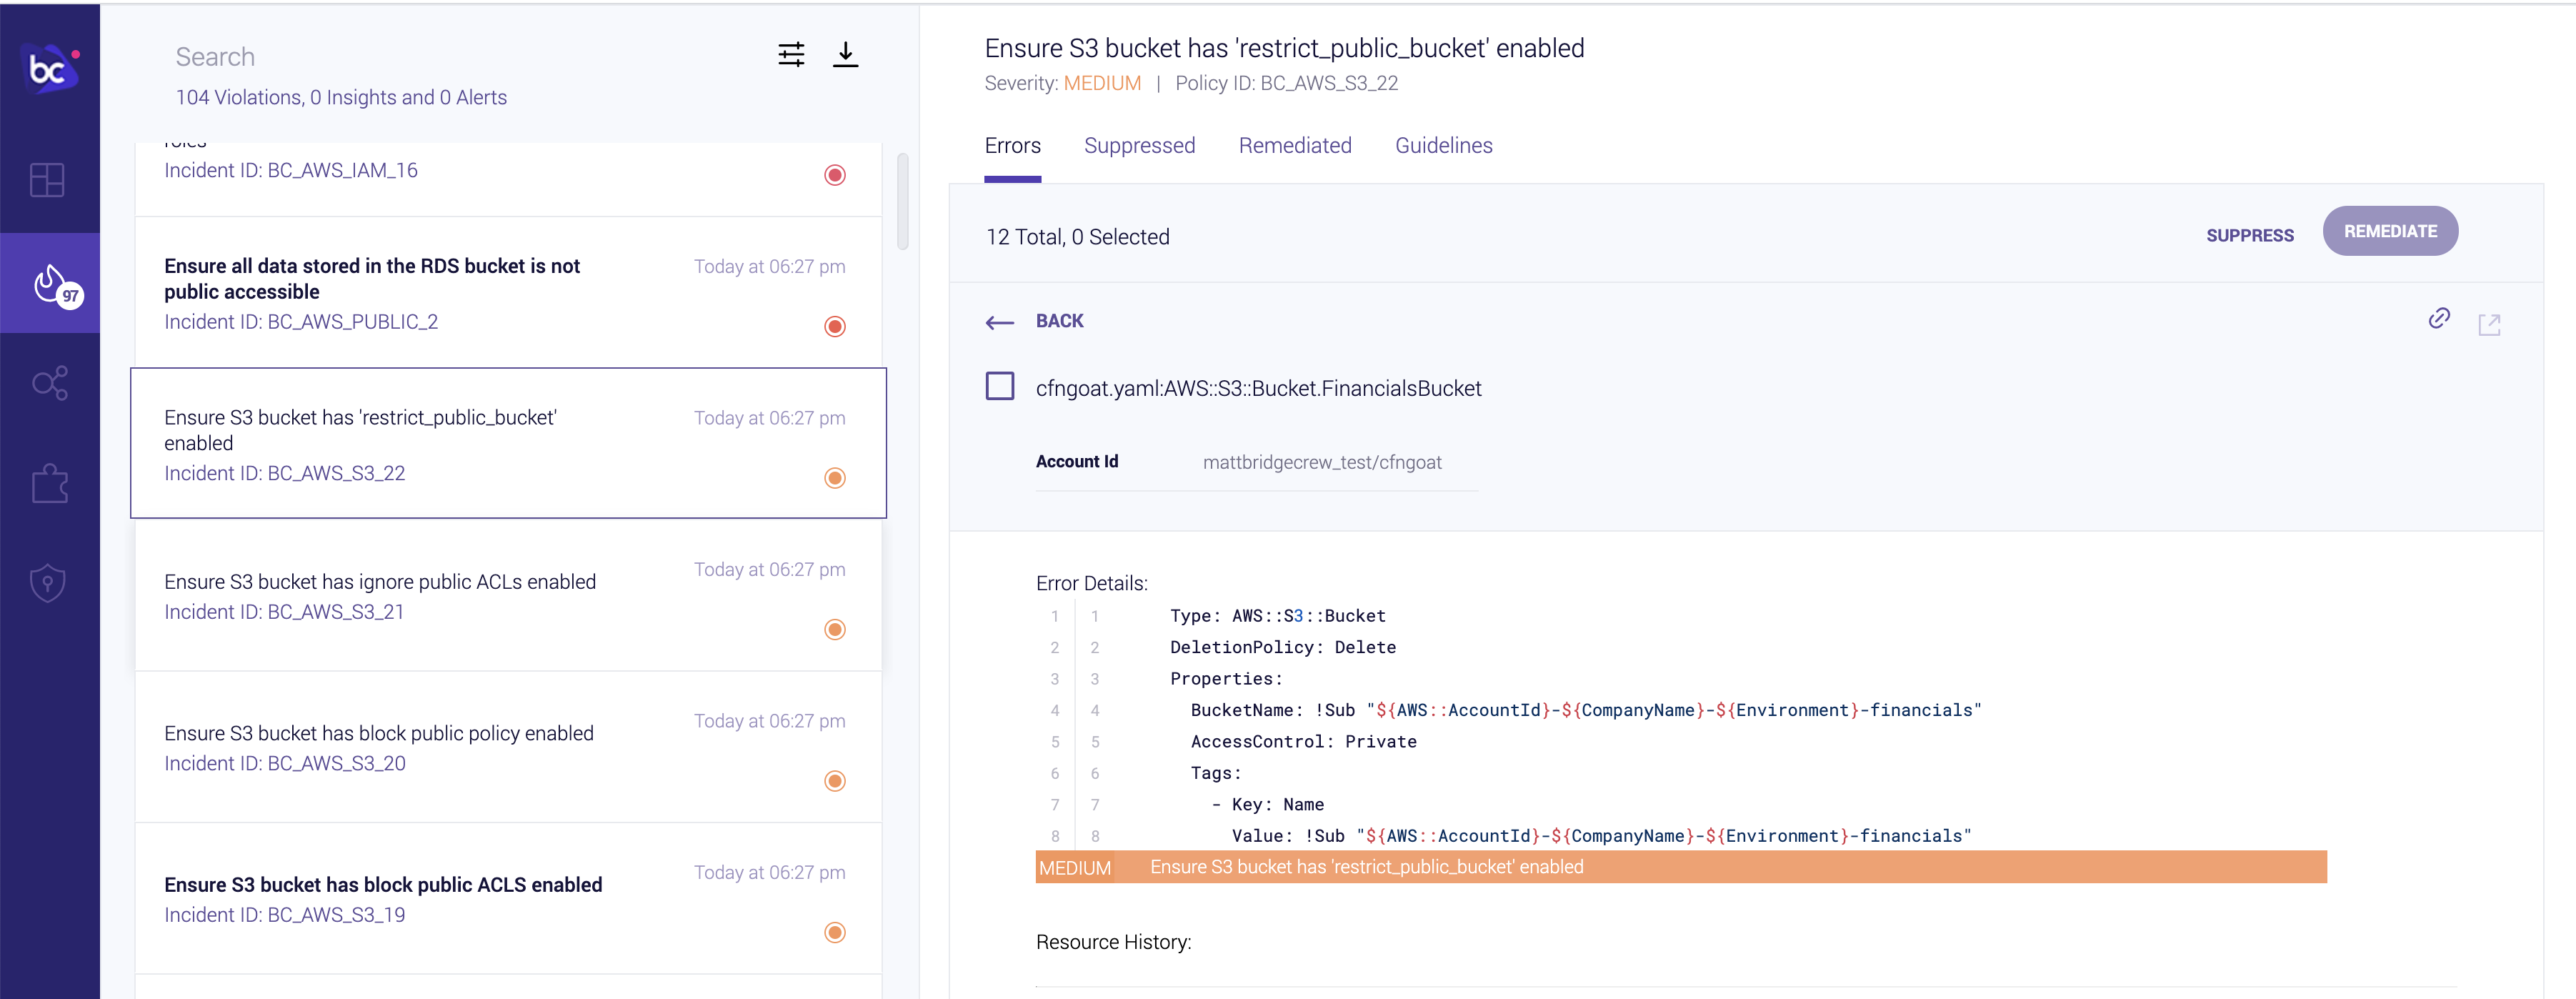 bc
97
Search
104 Violations, 0 Insights and 0 Alerts
roles
Incident ID: BC_AWS_IAM_16
Ensure all data stored in the RDS bucket is not
public accessible
Today at 06:27 pm
Incident ID: BC_AWS_PUBLIC_2
Ensure S3 bucket has 'restrict_public_bucket'
enabled
Today at 06:27 pm
Incident ID: BC_AWS_S3_22
Ensure S3 bucket has ignore public ACLs enabled
Today at 06:27 pm
Incident ID: BC_AWS_S3_21
Ensure S3 bucket has block public policy enabled
Today at 06:27 pm
Incident ID: BC_AWS_S3_20
Ensure S3 bucket has block public ACLS enabled
Today at 06:27 pm
Incident ID: BC_AWS_S3_19
Ensure S3 bucket has 'restrict_public_bucket' enabled
Severity: MEDIUM | Policy ID: BC_AWS_S3_22
Errors Suppressed Remediated Guidelines
12 Total, 0 Selected
SUPPRESS REMEDIATE
BACK
cfngoat.yaml:AWS::S3::Bucket.FinancialsBucket
Account Id mattbridgecrew_test/cfngoat
Error Details:
1 1 Type: AWS::S3::Bucket
2 2 DeletionPolicy: Delete
3 3 Properties:
4 4 BucketName: !Sub "${AWS::AccountId}-${CompanyName}-${Environment}-financials"
5 5 AccessControl: Private
6 6 Tags:
7 7 - Key: Name
8 8 Value: !Sub "${AWS::AccountId}-${CompanyName}-${Environment}-financials"
MEDIUM Ensure S3 bucket has 'restrict_public_bucket' enabled
Resource History: